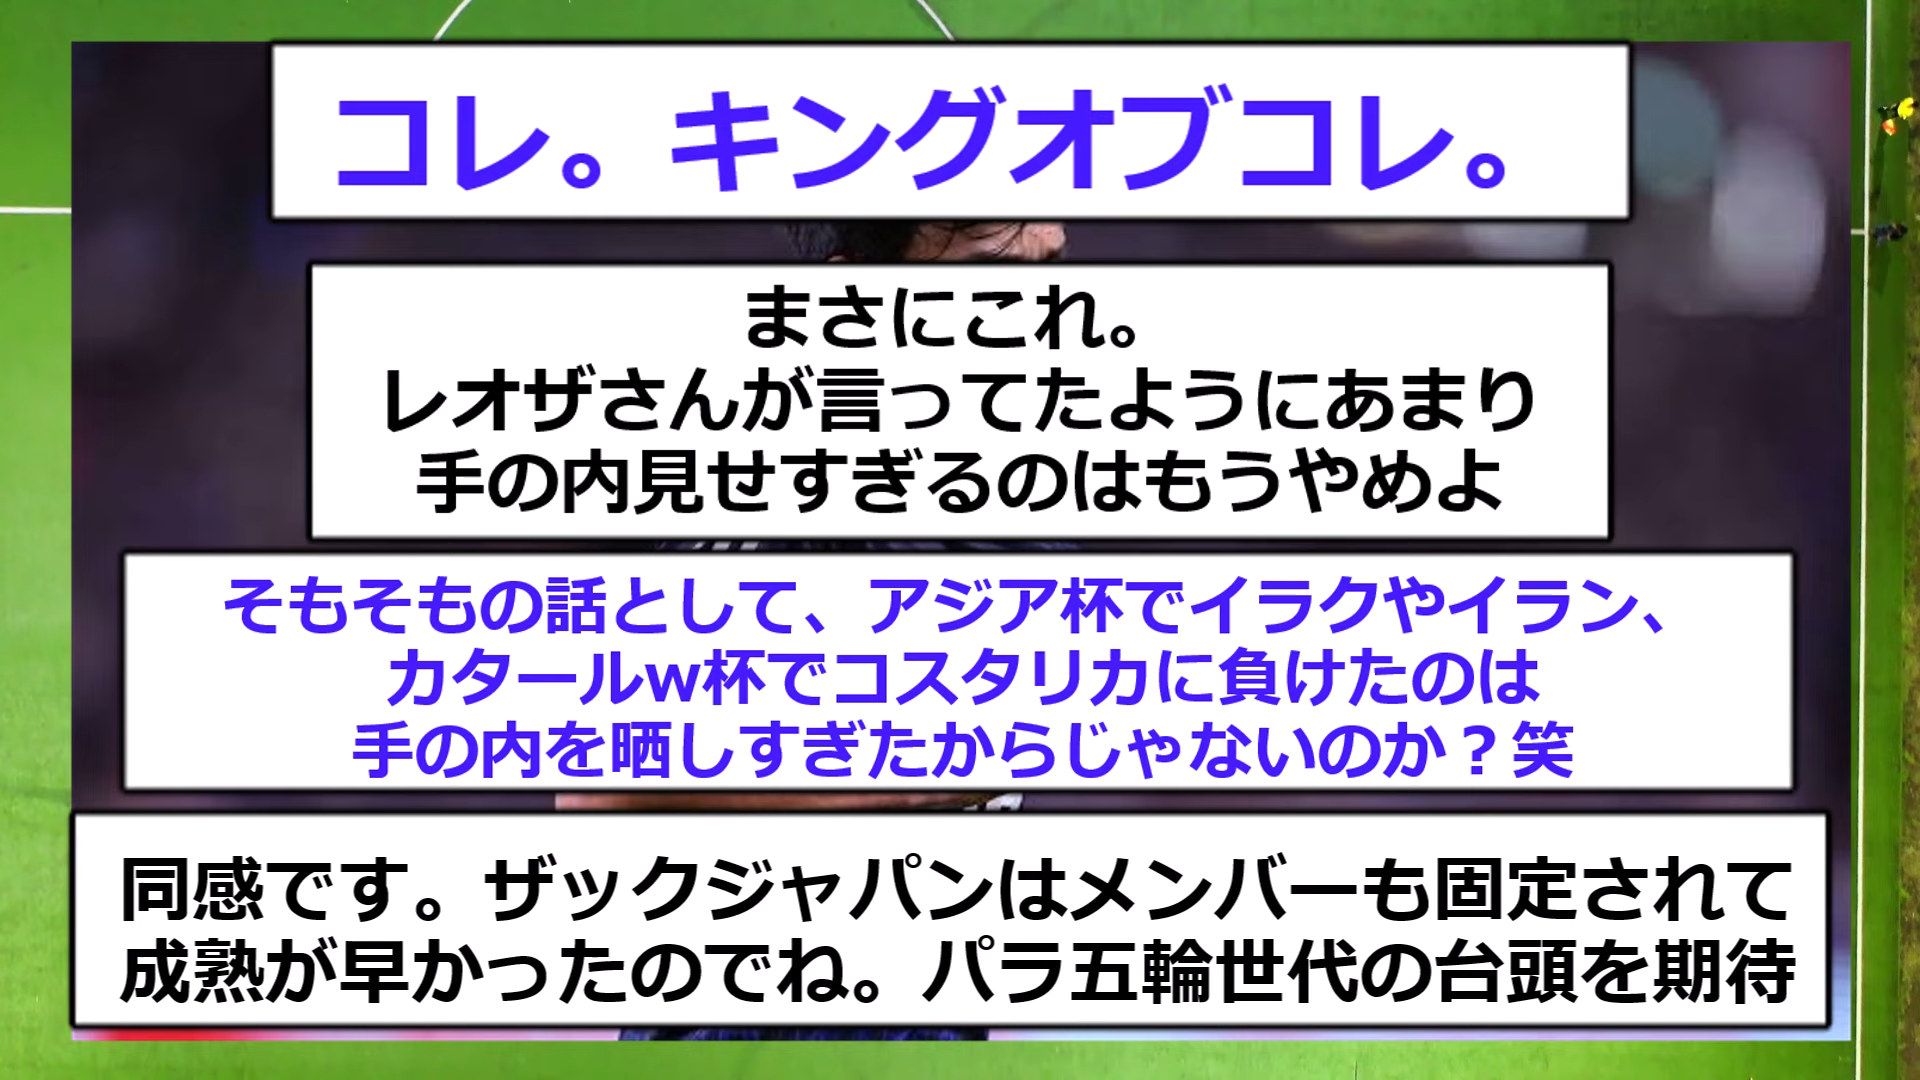 コレ。キングオブコレ。
まさにこれ。
レオザさんが言ってたようにあまり
手の内見せすぎるのはもうやめよ
そもそもの話として、アジア杯でイラクやイラン、
カタールw杯でコスタリカに負けたのは
手の内を晒しすぎたからじゃないのか？笑
同感です。ザックジャパンはメンバーも固定されて
成熟が早かったのでね。パラ五輪世代の台頭を期待